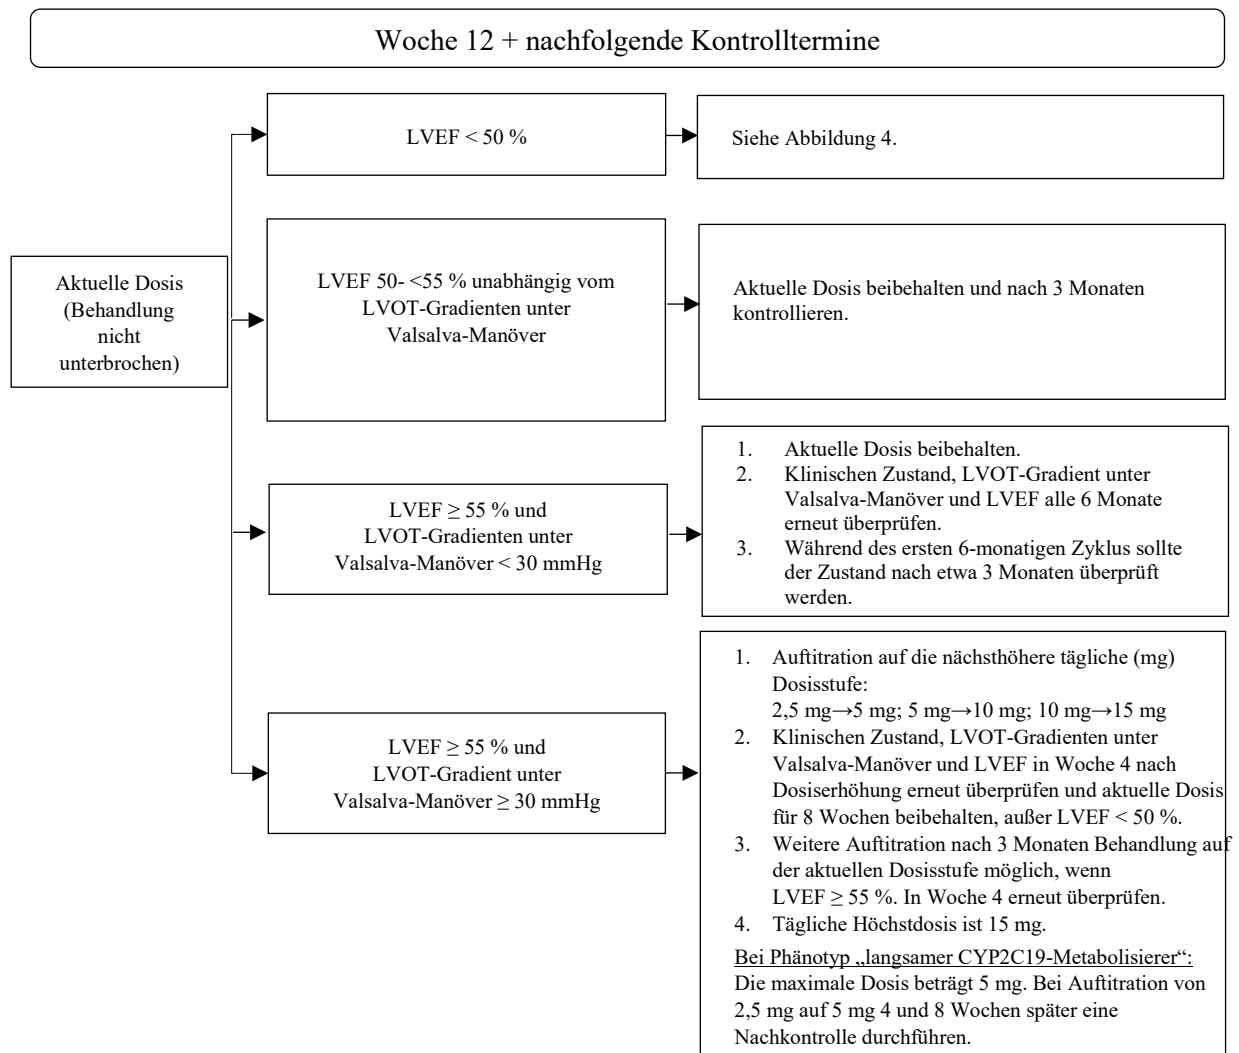 Woche 12 + nachfolgende Kontrolltermine
LVEF < 50 %
Siehe Abbildung 4.
Aktuelle Dosis
(Behandlung
nicht
unterbrochen)
LVEF 50- <55 % unabhängig vom
LVOT-Gradienten unter
Valsalva-Manöver
Aktuelle Dosis beibehalten und nach 3 Monaten
kontrollieren.
LVEF ≥ 55 % und
LVOT-Gradienten unter
Valsalva-Manöver < 30 mmHg
1. Aktuelle Dosis beibehalten.
2. Klinischen Zustand, LVOT-Gradient unter
Valsalva-Manöver und LVEF alle 6 Monate
erneut überprüfen.
3. Während des ersten 6-monatigen Zyklus sollte
der Zustand nach etwa 3 Monaten überprüft
werden.
LVEF ≥ 55 % und
LVOT-Gradient unter
Valsalva-Manöver ≥ 30 mmHg
1. Auftitration auf die nächsthöhere tägliche (mg)
Dosisstufe:
2,5 mg→5 mg; 5 mg→10 mg; 10 mg→15 mg
2. Klinischen Zustand, LVOT-Gradienten unter
Valsalva-Manöver und LVEF in Woche 4 nach
Dosiserhöhung erneut überprüfen und aktuelle Dosis
für 8 Wochen beibehalten, außer LVEF < 50 %.
3. Weitere Auftitration nach 3 Monaten Behandlung auf
der aktuellen Dosisstufe möglich, wenn
LVEF ≥ 55 %. In Woche 4 erneut überprüfen.
4. Tägliche Höchstdosis ist 15 mg.
Bei Phänotyp „langsamer CYP2C19-Metabolisierer“:
Die maximale Dosis beträgt 5 mg. Bei Auftitration von
2,5 mg auf 5 mg 4 und 8 Wochen später eine
Nachkontrolle durchführen.